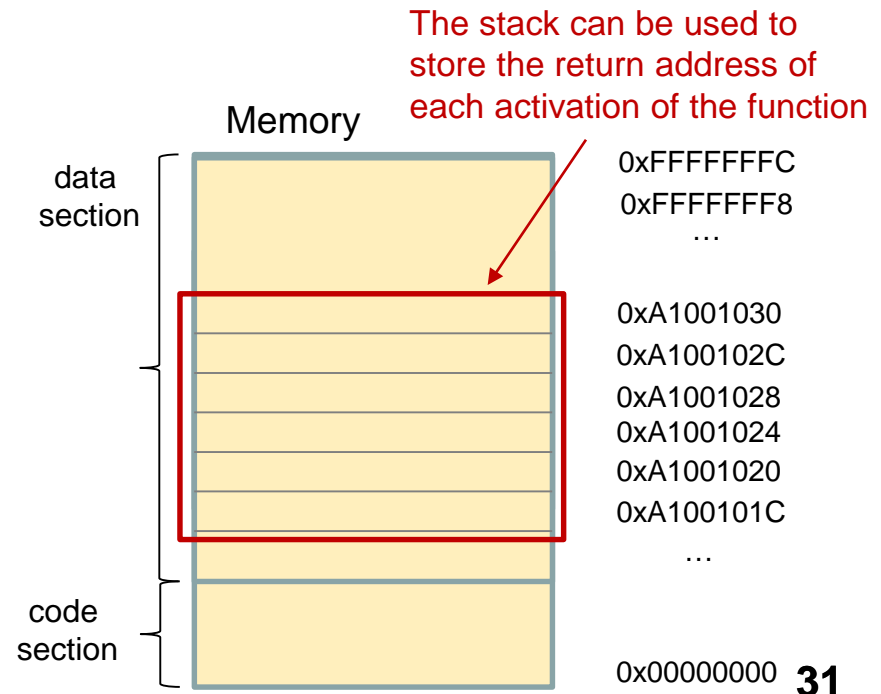 The stack can be used to
store the return address of
each activation of the function
Memory
data
section
0xFFFFFFFC
0xFFFFFFF8
…
0xA1001030
0xA100102C
0xA1001028
0xA1001024
0xA1001020
0xA100101C
…
code
section
0x00000000
31